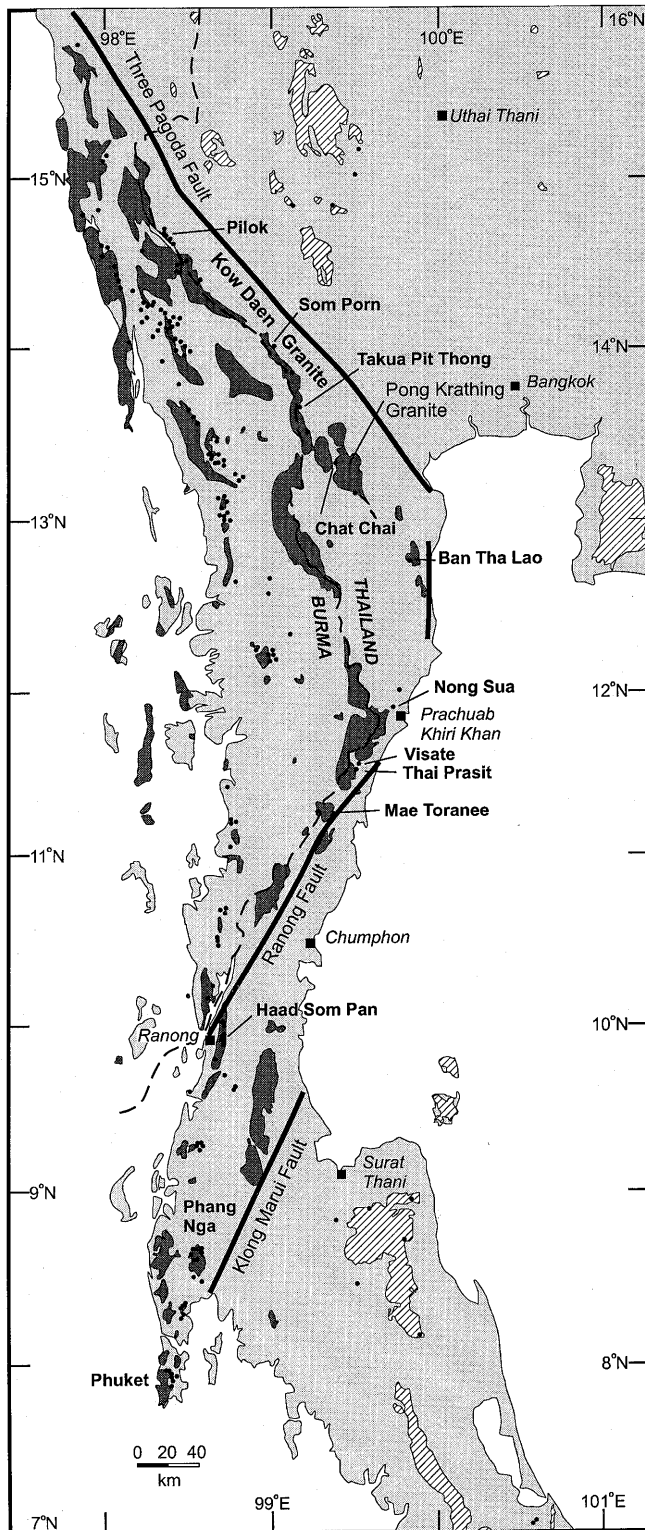 16°N
98°E
100°E
Three Pagoda Fault
Uthai Thani
15°N
Pilok
Kow Daen
Granite
Som Porn
Takua Pit Thong
14°N
Pong Krathing
Granite
Bangkok
13°N
Chat Chai
Ban Tha Lao
THAILAND
BURMA
12°N
Nong Sua
Prachuab
Khiri Khan
Visate
Thai Prasit
Mae Toranee
11°N
Ranong Fault
Chumphon
Haad Som Pan
Ranong
10°N
Klong Marui Fault
Surat
Thani
9°N
Phang
Nga
8°N
Phuket
0 20 40
km
7°N
99°E
101°E